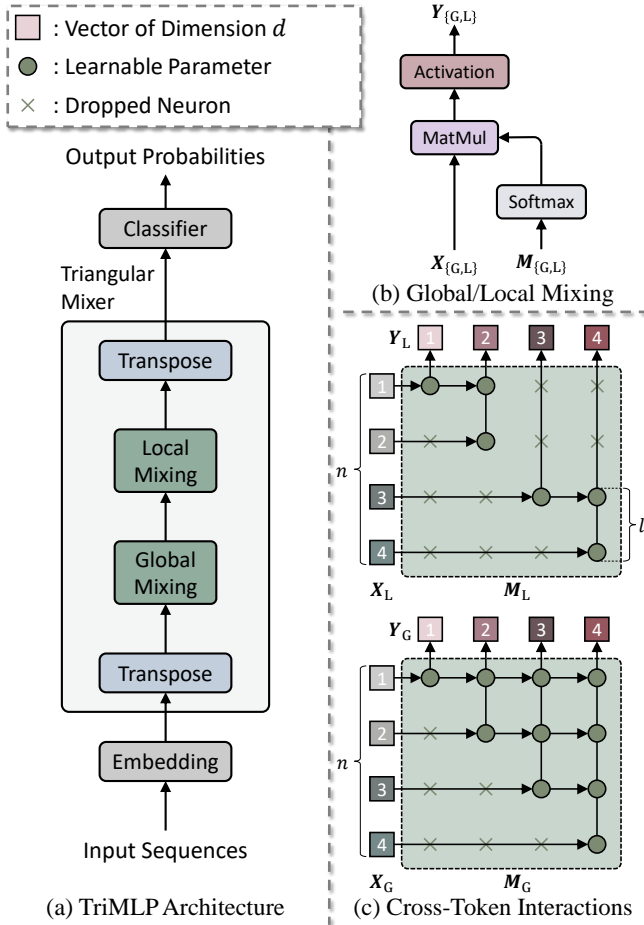 : Vector of Dimension d
: Learnable Parameter
: Dropped Neuron
Output Probabilities
Classifier
Triangular
Mixer
Transpose
Local
Mixing
Global
Mixing
Transpose
Embedding
Input Sequences
(a) TriMLP Architecture
Y{G,L}
Activation
MatMul
Softmax
X{G,L} M{G,L}
(b) Global/Local Mixing
YL 1 2 3 4
1
2
n
3
l
4
XL ML
YG 1 2 3 4
1
2
n
3
4
XG MG
(c) Cross-Token Interactions